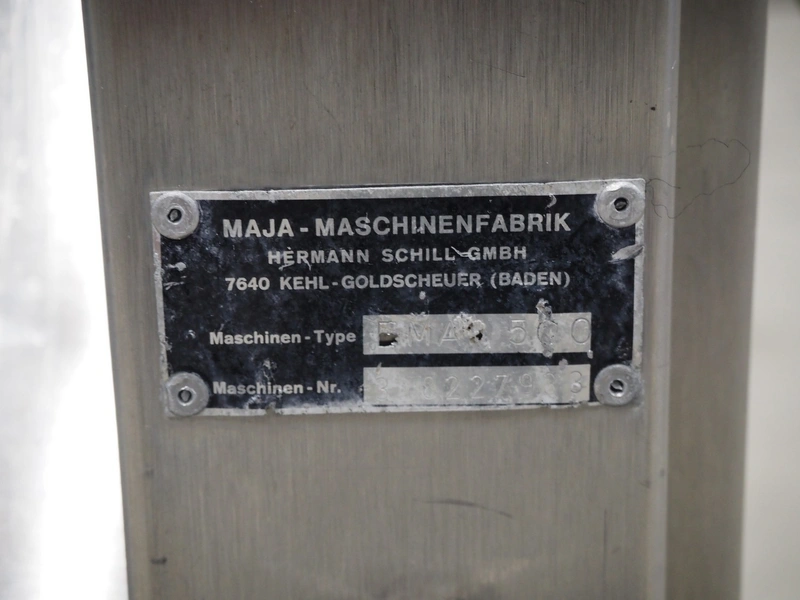 MAJA - MASCHINENFABRIK
HERMANN SCHILL GMBH
7640 KEHL - GOLDSCHEUER (BADEN)
Maschinen - Type
Maschinen - Nr.